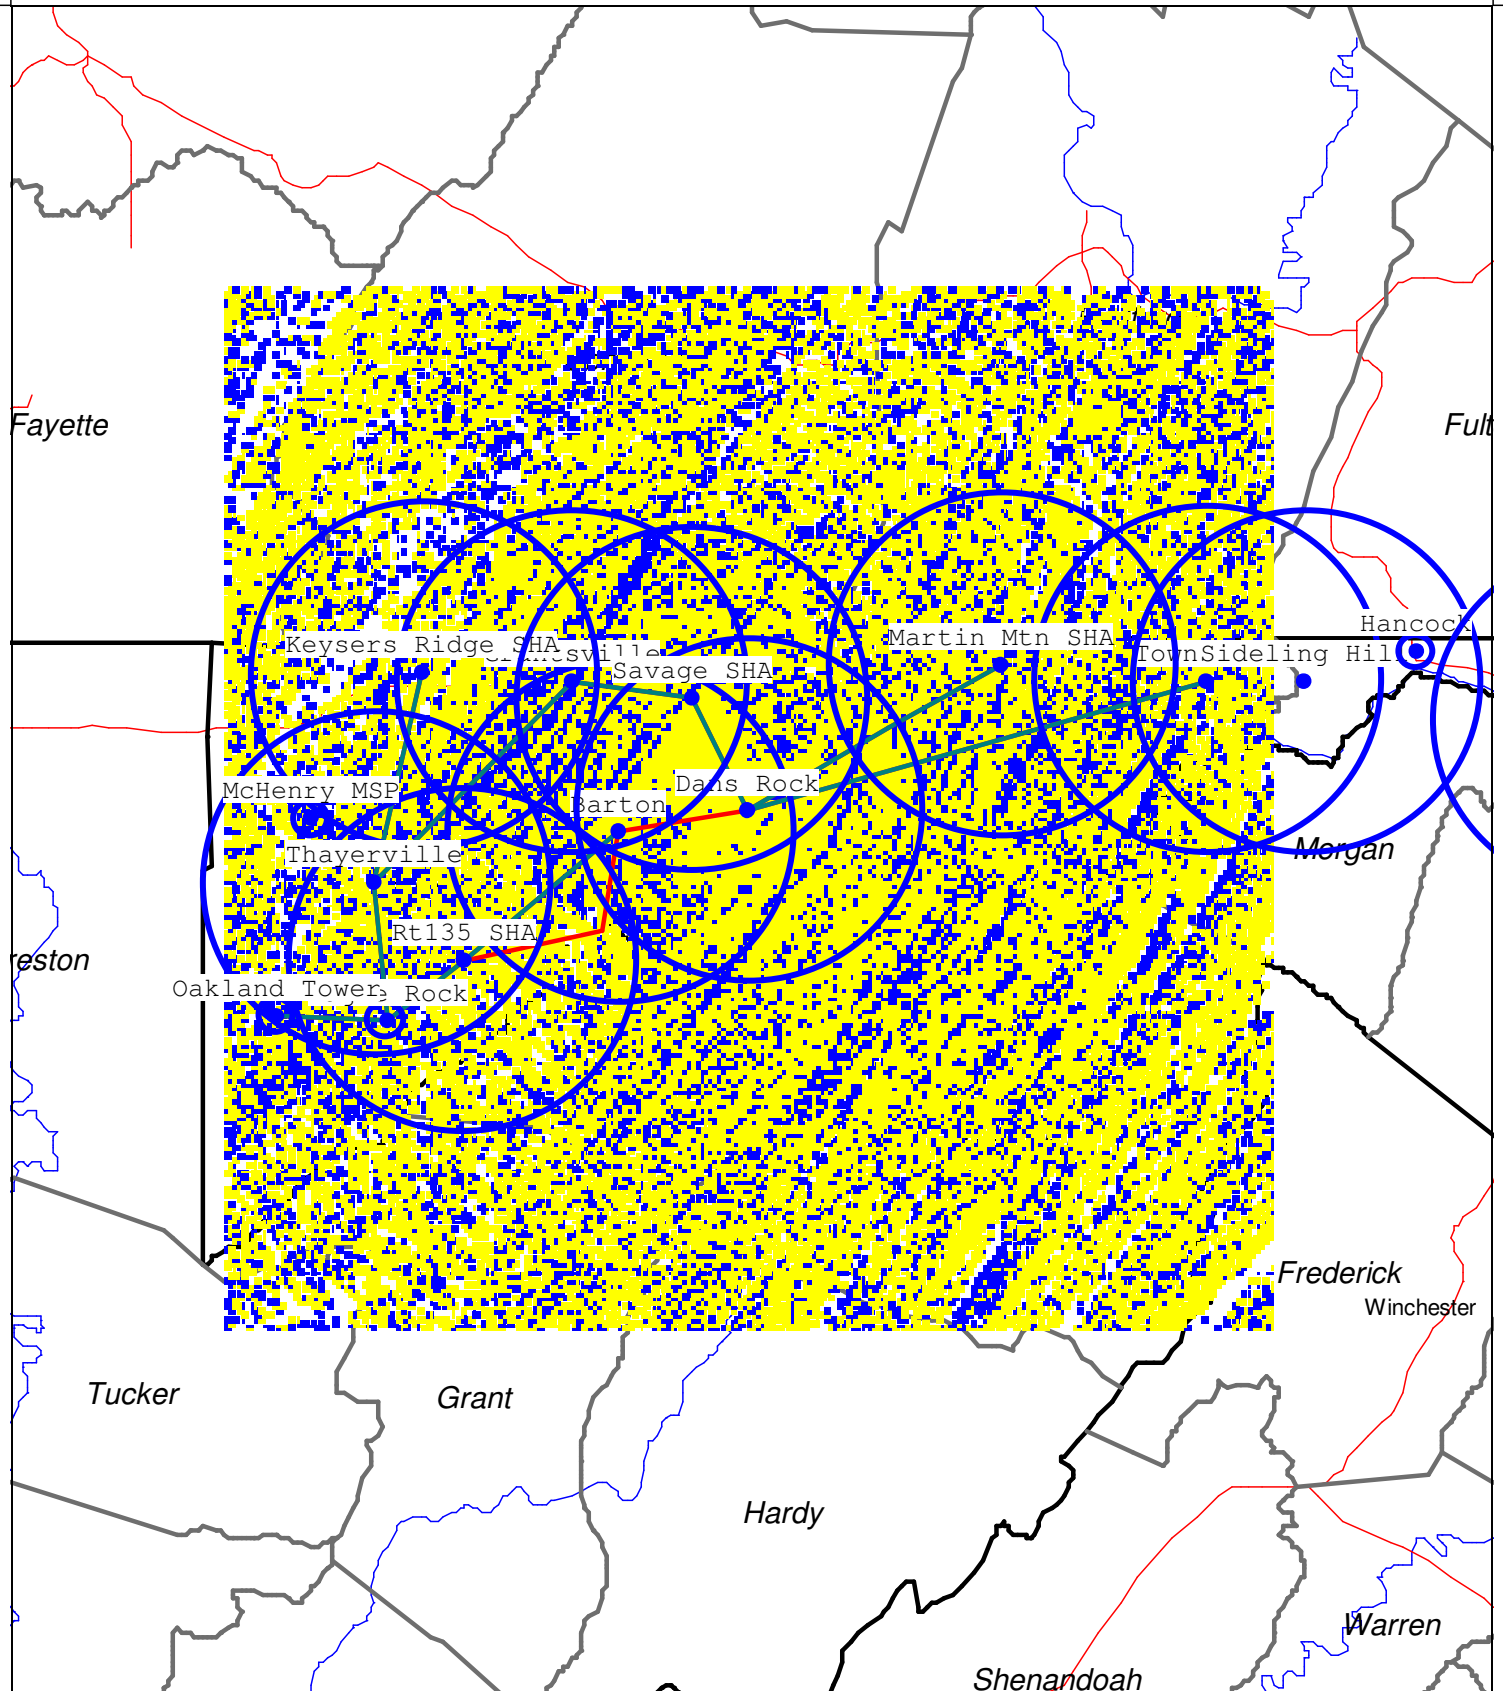 Fayette
Fult
Hancock
Martin Mtn SHA
Keysers Ridge SHA
Savage SHA
TownSideling Hil
Dans Rock
McHenry MSP
Barton
Morgan
Thayerville
Rt135 SHA
reston
Oakland Tower
Rock
Frederick
Winchester
Tucker
Grant
Hardy
Warren
Shenandoah